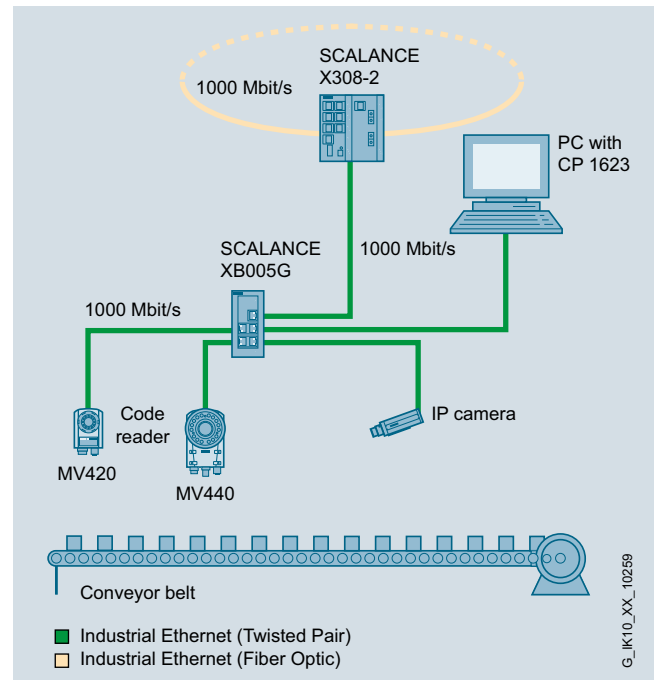 SCALANCE
X308-2
1000 Mbit/s
PC with
CP 1623
SCALANCE
XB005G
1000 Mbit/s
1000 Mbit/s
Code
reader
IP camera
MV420
MV440
Conveyor belt
Industrial Ethernet (Twisted Pair)
Industrial Ethernet (Fiber Optic)
G_IK10_XX_10259